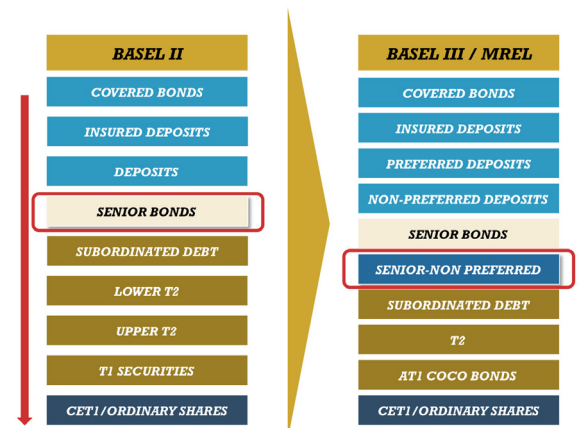 BASEL II
COVERED BONDS
INSURED DEPOSITS
DEPOSITS
SENIOR BONDS
SUBORDINATED DEBT
LOWER T2
UPPER T2
T1 SECURITIES
CET1/ORDINARY SHARES
BASEL III / MREL
COVERED BONDS
INSURED DEPOSITS
PREFERRED DEPOSITS
NON-PREFERRED DEPOSITS
SENIOR BONDS
SENIOR-NON PREFERRED
SUBORDINATED DEBT
T2
AT1 COCO BONDS
CET1/ORDINARY SHARES